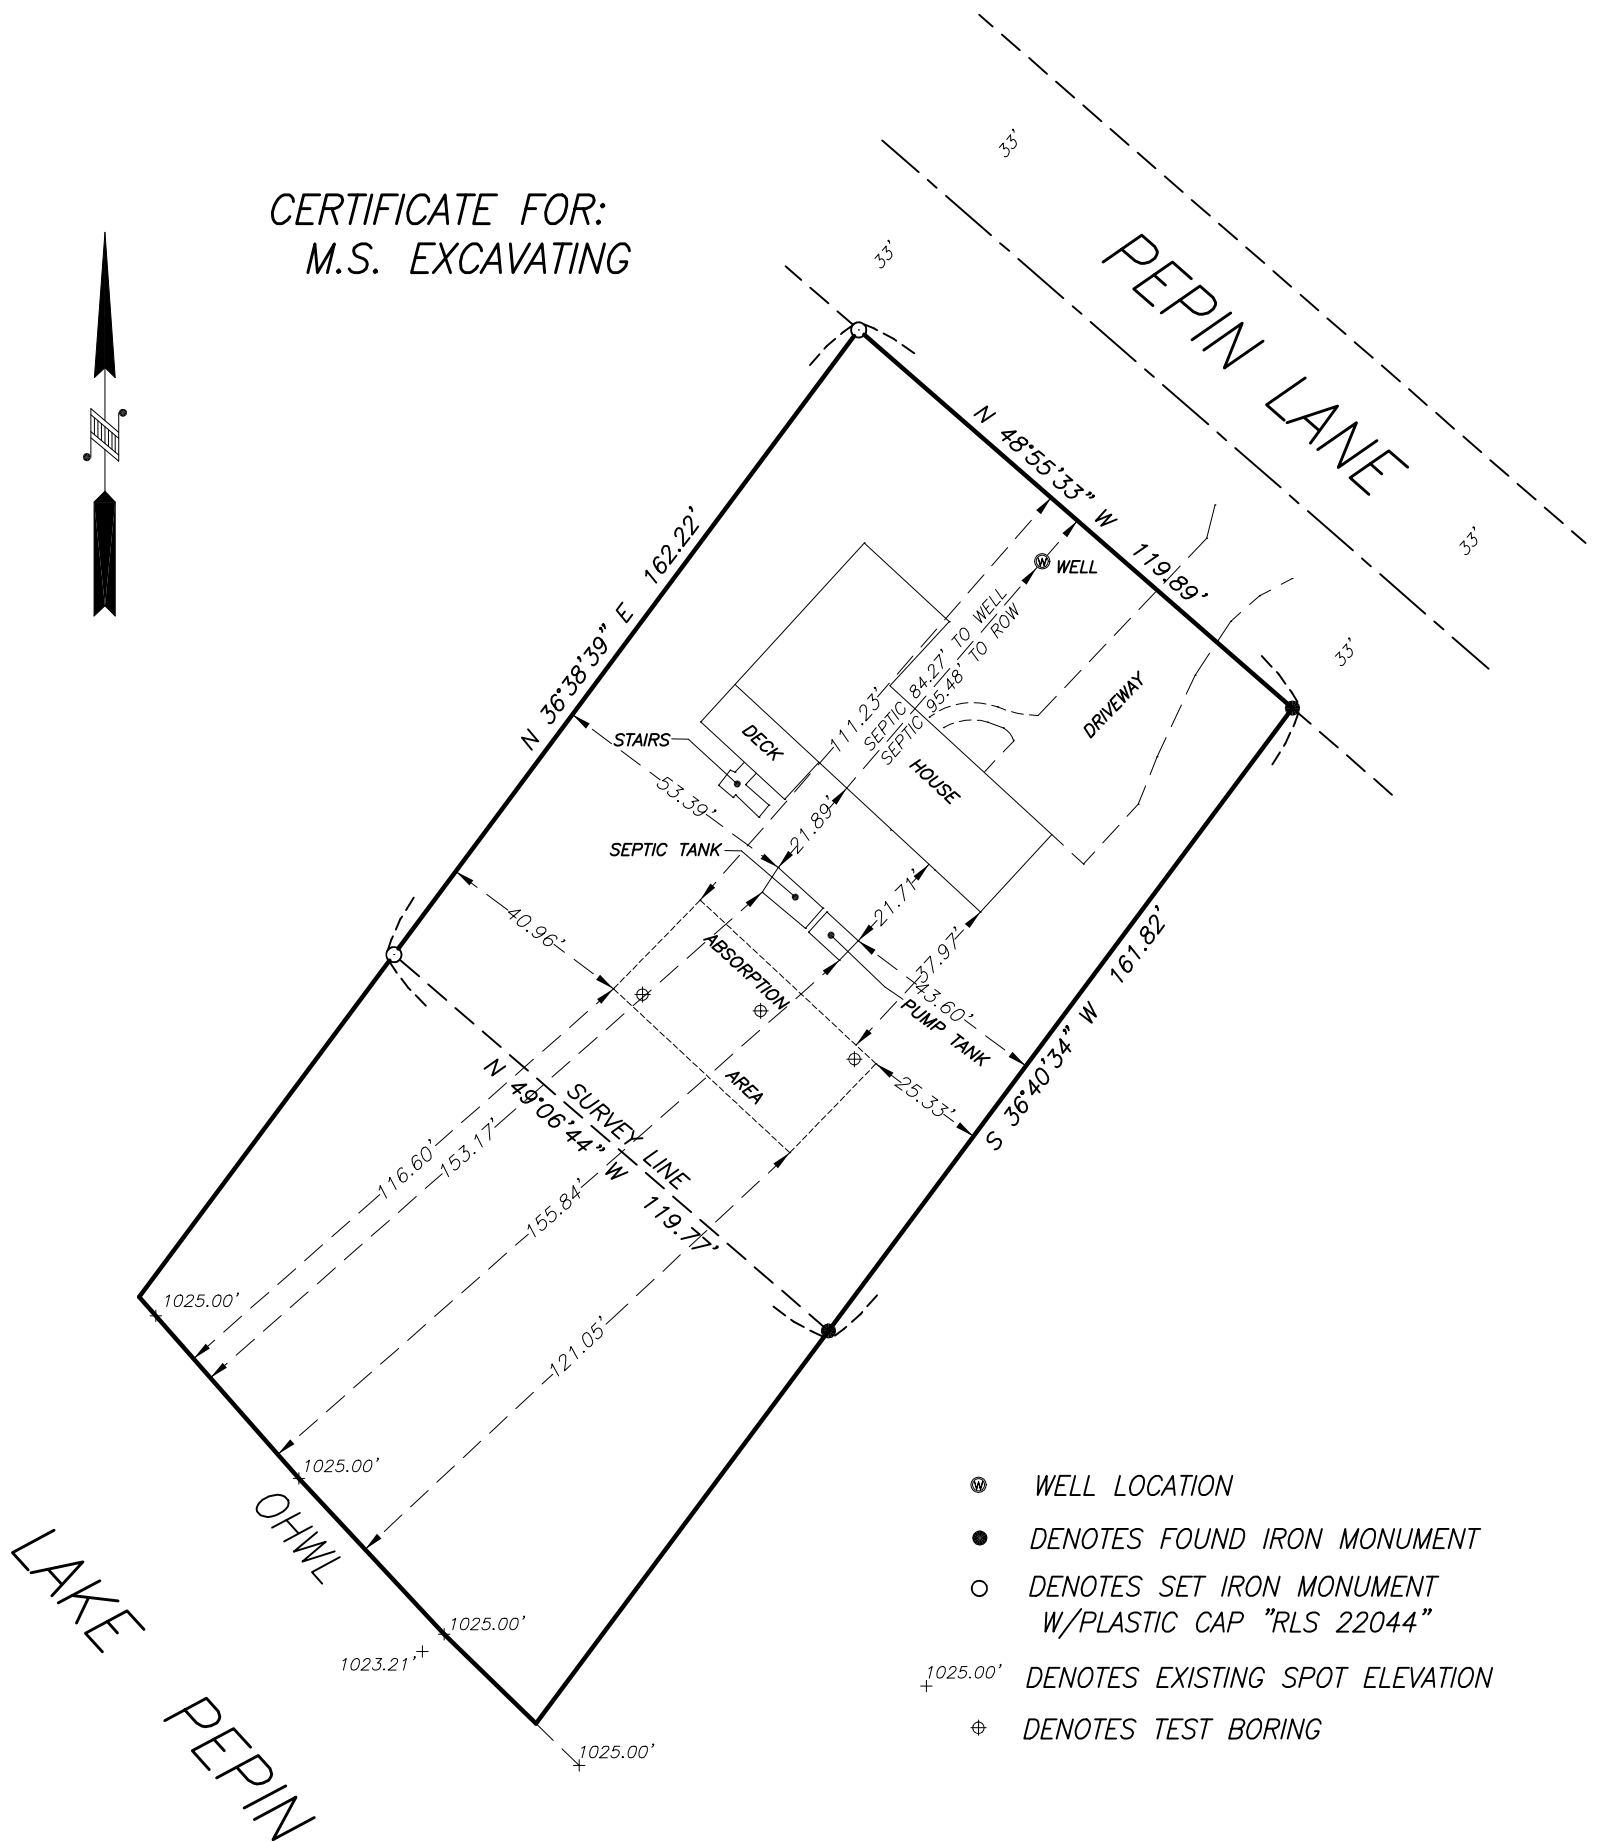 CERTIFICATE FOR:
M.S. EXCAVATING
33'
33'
PEPIN LANE
33'
33'
N 48°55'33" W 119.89'
N 36°38'39" E 162.22'
WELL
SEPTIC 84.27' TO WELL
SEPTIC 95.48' TO ROW
111.23'
DRIVEWAY
HOUSE
DECK
STAIRS
53.39'
21.89'
SEPTIC TANK
21.71'
40.96'
37.97'
43.60'
ABSORPTION
AREA
PUMP TANK
25.33'
S 36°40'34" W 161.82'
SURVEY LINE
N 49°06'44" W 119.77'
116.60'
153.17'
155.84'
121.05'
1025.00'
1025.00'
OHWL
1025.00'
1023.21'
1025.00'
LAKE PEPIN
W WELL LOCATION
DENOTES FOUND IRON MONUMENT
DENOTES SET IRON MONUMENT
W/PLASTIC CAP "RLS 22044"
1025.00' DENOTES EXISTING SPOT ELEVATION
DENOTES TEST BORING